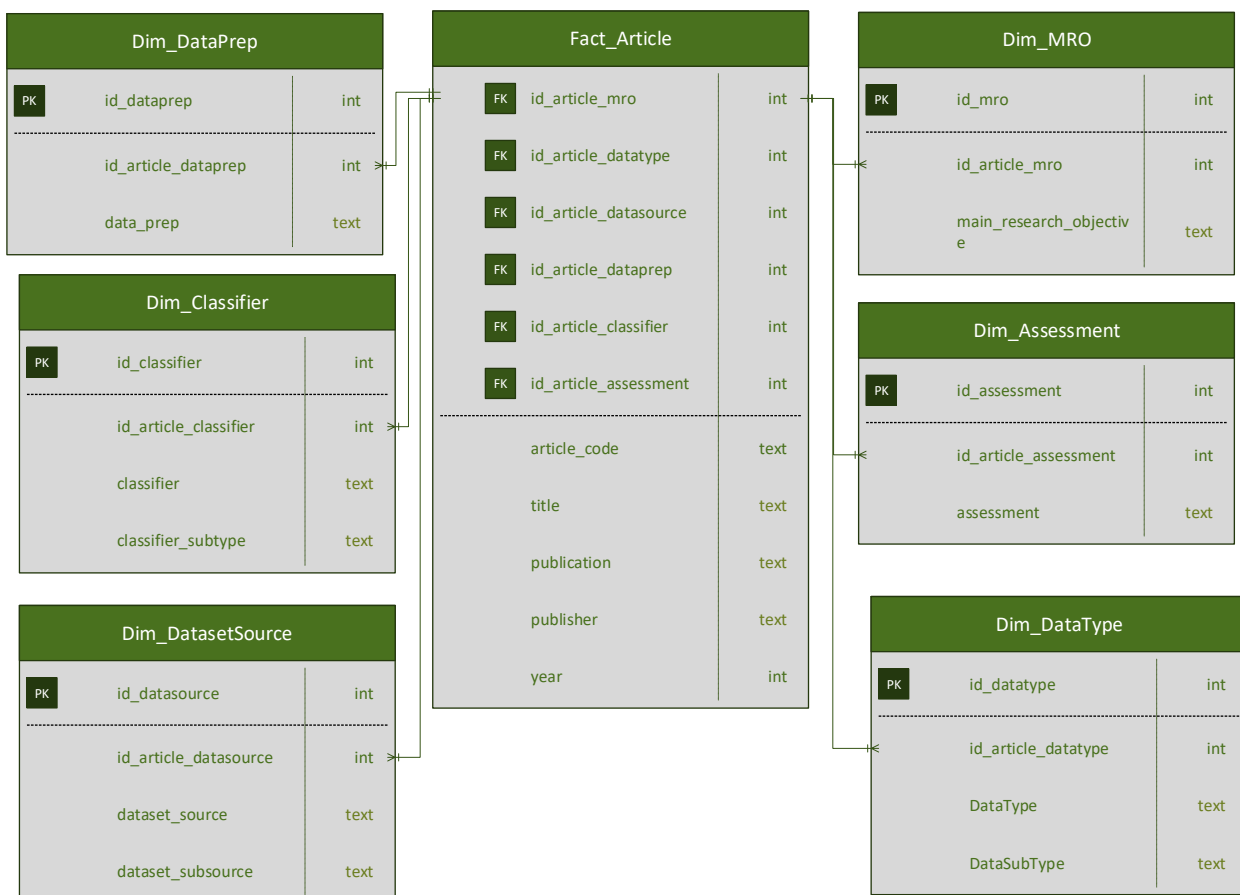 Dim_DataPrep
PK id_dataprep int
id_article_dataprep int
data_prep text
Dim_Classifier
PK id_classifier int
id_article_classifier int
classifier text
classifier_subtype text
Dim_DatasetSource
PK id_datasource int
id_article_datasource int
dataset_source text
dataset_subsource text
Fact_Article
FK id_article_mro int
FK id_article_datatype int
FK id_article_datasource int
FK id_article_dataprep int
FK id_article_classifier int
FK id_article_assessment int
article_code text
title text
publication text
publisher text
year int
Dim_MRO
PK id_mro int
id_article_mro int
main_research_objectiv
e text
Dim_Assessment
PK id_assessment int
id_article_assessment int
assessment text
Dim_DataType
PK id_datatype int
id_article_datatype int
DataType text
DataSubType text